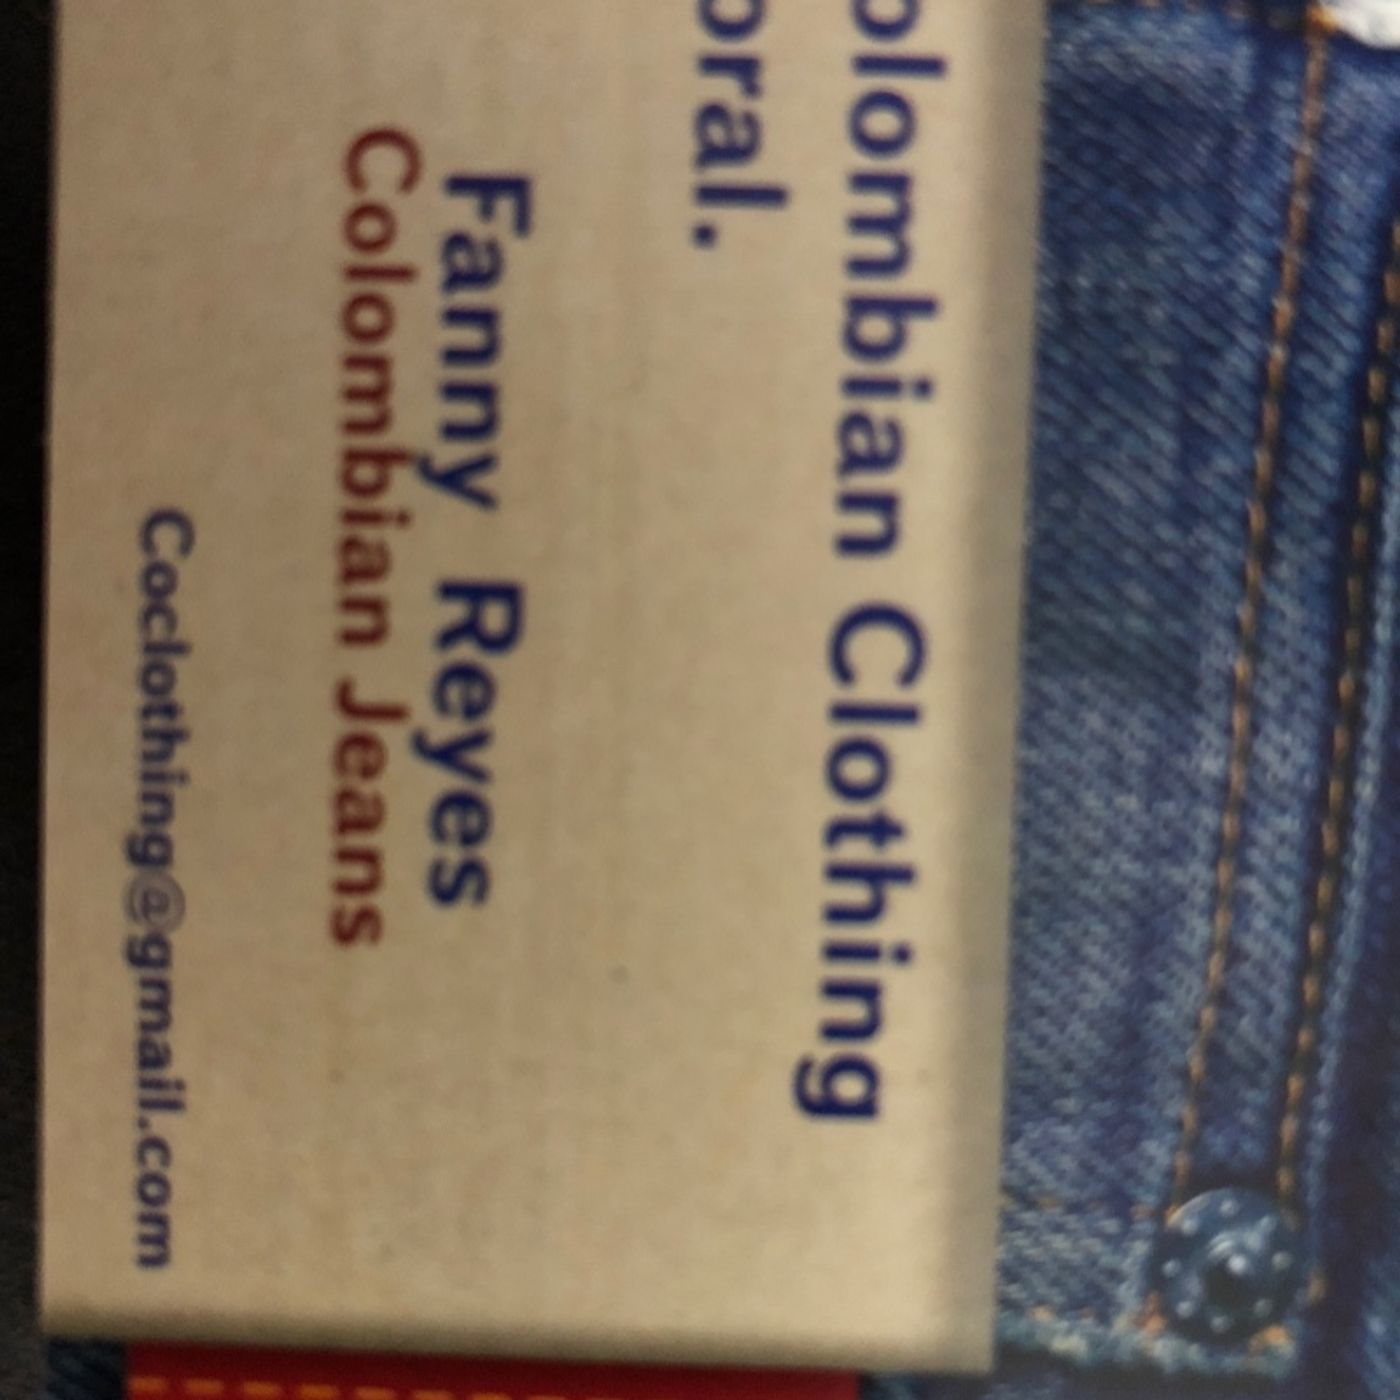 olombian Clothing
oral.
Fanny Reyes
Colombian Jeans
Coclothing@gmail.com